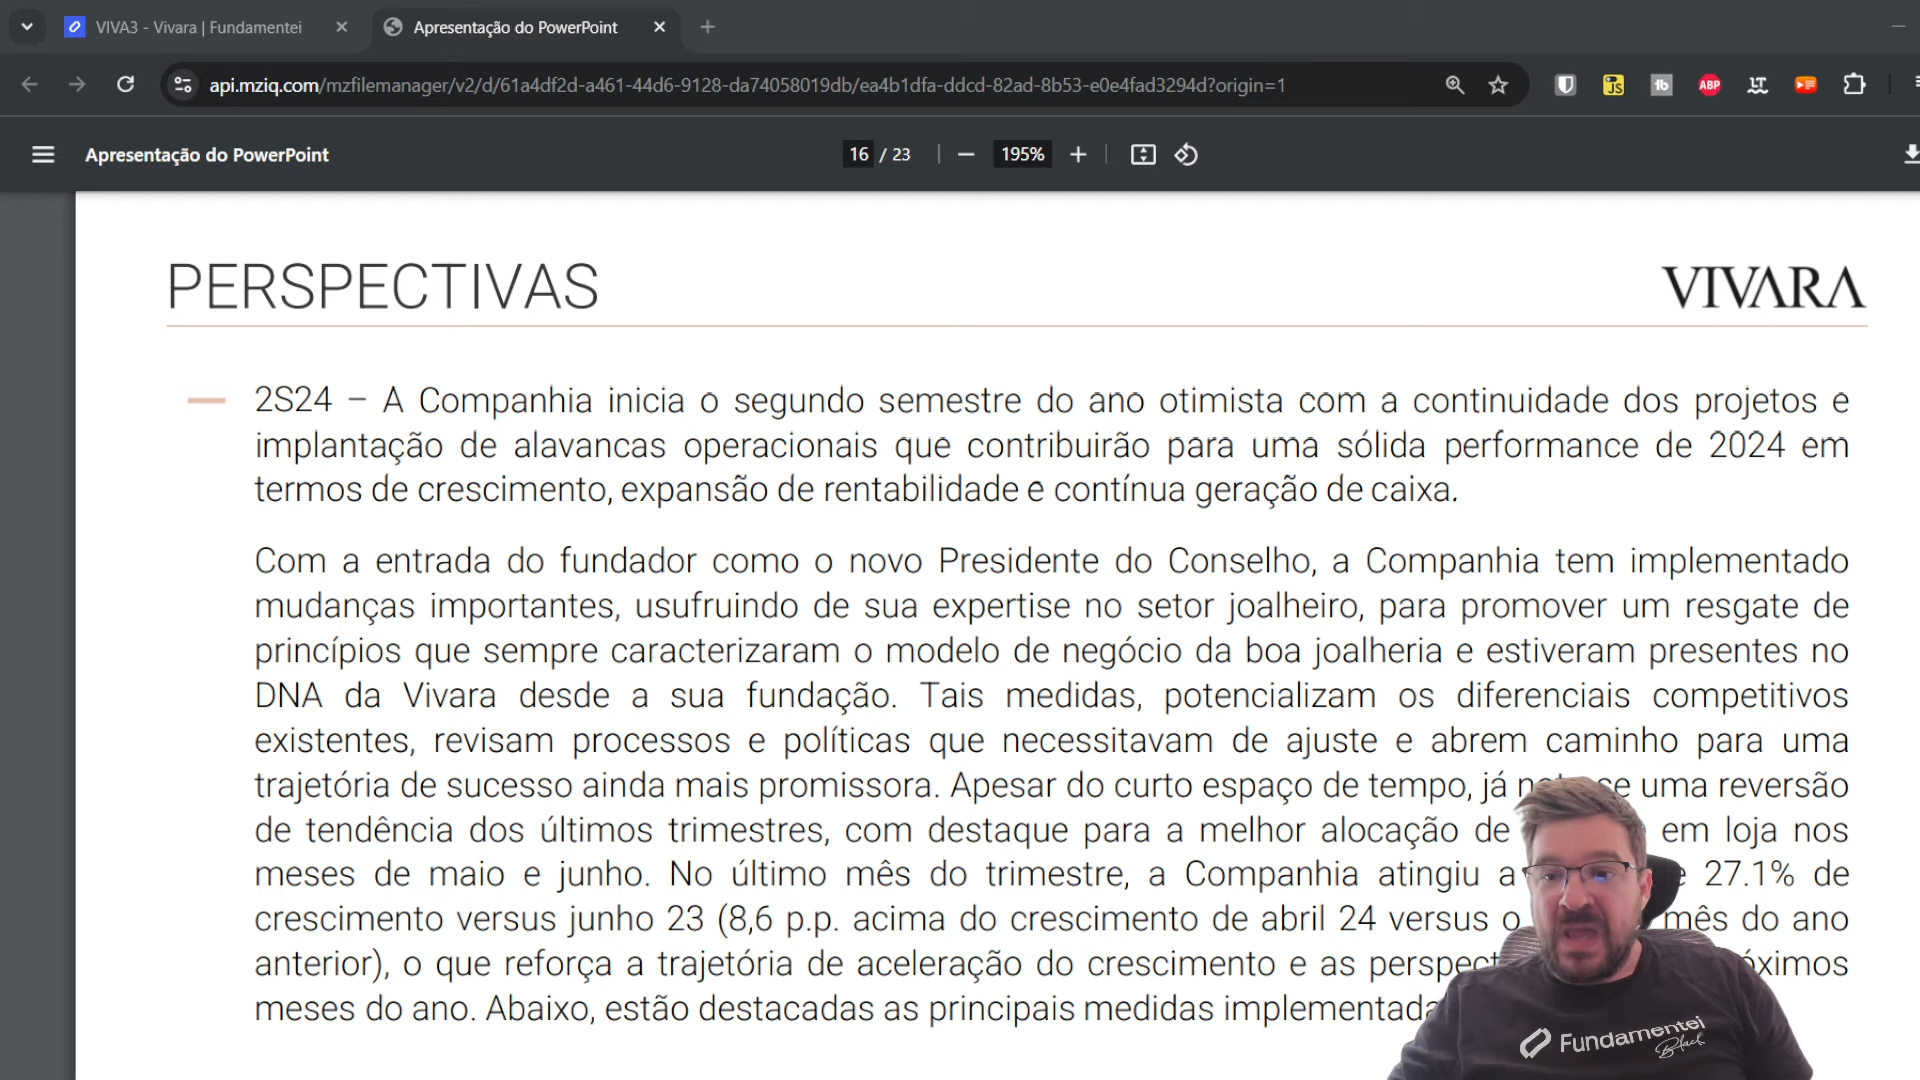 VIVA3 - Vivara | Fundamentei
Apresentação do PowerPoint
api.mziq.com/mzfilemanager/v2/d/61a4df2d-a461-44d6-9128-da74058019db/ea4b1dfa-ddcd-82ad-8b53-e0e4fad3294d?origin=1
JS
tb
ABP
LT
Apresentação do PowerPoint
16 / 23
195%
PERSPECTIVAS
VIVARA
2S24 – A Companhia inicia o segundo semestre do ano otimista com a continuidade dos projetos e
implantação de alavancas operacionais que contribuirão para uma sólida performance de 2024 em
termos de crescimento, expansão de rentabilidade e contínua geração de caixa.
Com a entrada do fundador como o novo Presidente do Conselho, a Companhia tem implementado
mudanças importantes, usufruindo de sua expertise no setor joalheiro, para promover um resgate de
princípios que sempre caracterizaram o modelo de negócio da boa joalheria e estiveram presentes no
DNA da Vivara desde a sua fundação. Tais medidas, potencializam os diferenciais competitivos
existentes, revisam processos e políticas que necessitavam de ajuste e abrem caminho para uma
trajetória de sucesso ainda mais promissora. Apesar do curto espaço de tempo, já uma reversão
de tendência dos últimos trimestres, com destaque para a melhor alocação de em loja nos
meses de maio e junho. No último mês do trimestre, a Companhia atingiu a 27.1% de
crescimento versus junho 23 (8,6 p.p. acima do crescimento de abril 24 versus o mês do ano
anterior), o que reforça a trajetória de aceleração do crescimento e as
meses do ano. Abaixo, estão destacadas as principais medidas
Fundamentei
Black